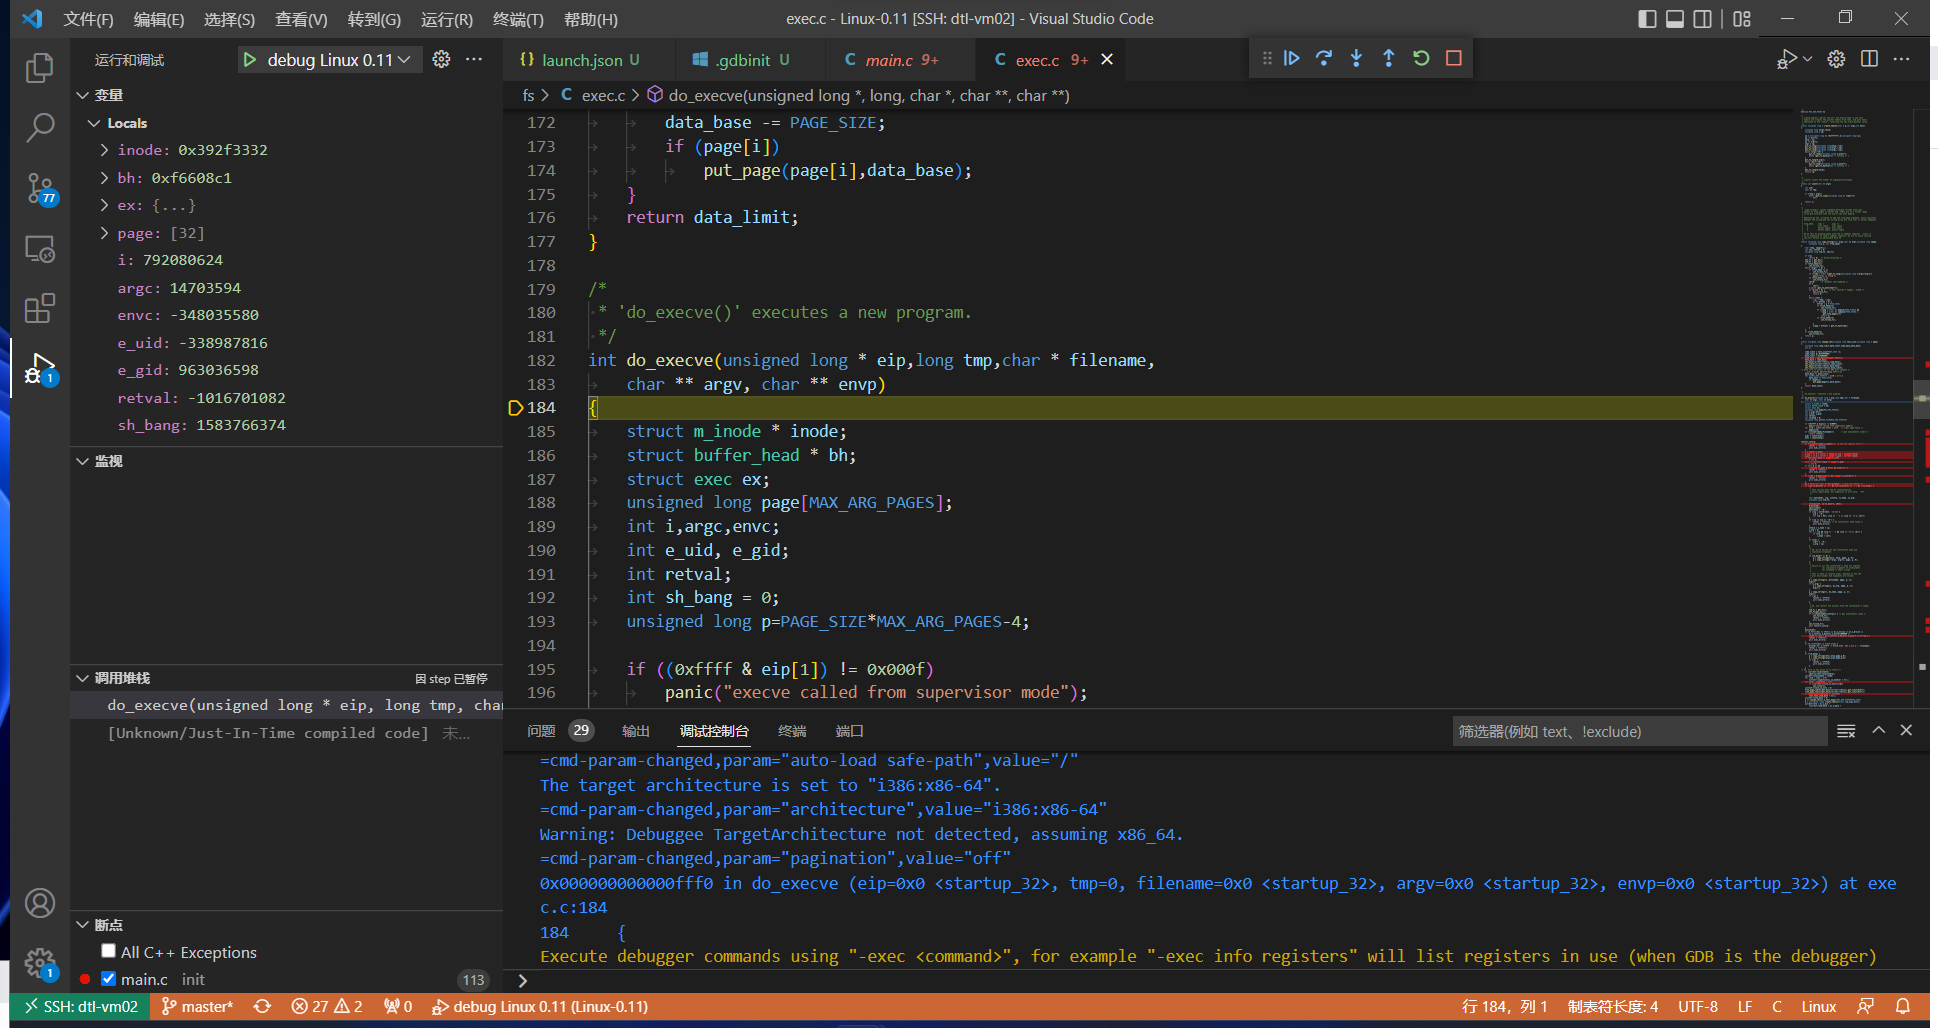 文件(F) 编辑(E) 选择(S) 查看(V) 转到(G) 运行(R) 终端(T) 帮助(H) exec.c - Linux-0.11 [SSH: dtl-vm02] - Visual Studio Code
运行和调试 debug Linux 0.11
{} launch.json U .gdbinit U C main.c 9+ C exec.c 9+
fs > C exec.c > do_execve(unsigned long *, long, char *, char **, char **)
变量
Locals
inode: 0x392f3332
bh: 0xf6608c1
ex: {...}
page: [32]
i: 792080624
argc: 14703594
envc: -348035580
e_uid: -338987816
e_gid: 963036598
retval: -1016701082
sh_bang: 1583766374
监视
调用堆栈 因 step 已暂停
do_execve(unsigned long * eip, long tmp, cha
[Unknown/Just-In-Time compiled code] 未...
断点
All C++ Exceptions
main.c init 113
77
1
1
172 data_base -= PAGE_SIZE;
173 if (page[i])
174 put_page(page[i],data_base);
175 }
176 return data_limit;
177 }
178
179 /*
180 * 'do_execve()' executes a new program.
181 */
182 int do_execve(unsigned long * eip,long tmp,char * filename,
183 char ** argv, char ** envp)
184 {
185 struct m_inode * inode;
186 struct buffer_head * bh;
187 struct exec ex;
188 unsigned long page[MAX_ARG_PAGES];
189 int i,argc,envc;
190 int e_uid, e_gid;
191 int retval;
192 int sh_bang = 0;
193 unsigned long p=PAGE_SIZE*MAX_ARG_PAGES-4;
194
195 if ((0xffff & eip[1]) != 0x000f)
196 panic("execve called from supervisor mode");
问题 29 输出 调试控制台 终端 端口 筛选器(例如 text、!exclude)
=cmd-param-changed,param="auto-load safe-path",value="/"
The target architecture is set to "i386:x86-64".
=cmd-param-changed,param="architecture",value="i386:x86-64"
Warning: Debuggee TargetArchitecture not detected, assuming x86_64.
=cmd-param-changed,param="pagination",value="off"
0x000000000000fff0 in do_execve (eip=0x0 <startup_32>, tmp=0, filename=0x0 <startup_32>, argv=0x0 <startup_32>, envp=0x0 <startup_32>) at exe
c.c:184
184 {
Execute debugger commands using "-exec <command>", for example "-exec info registers" will list registers in use (when GDB is the debugger)
>
SSH: dtl-vm02 master* 27 2 0 debug Linux 0.11 (Linux-0.11) 行 184，列 1 制表符长度: 4 UTF-8 LF C Linux